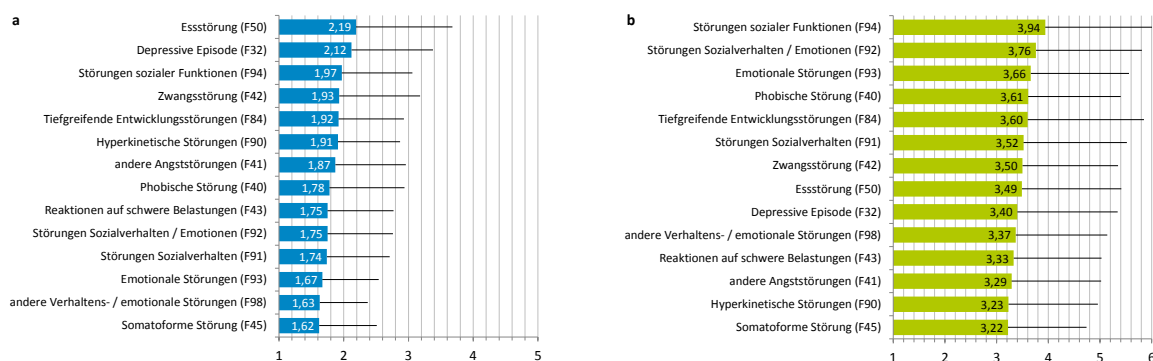 a
Essstörung (F50) 2,19
Depressive Episode (F32) 2,12
Störungen sozialer Funktionen (F94) 1,97
Zwangsstörung (F42) 1,93
Tiefgreifende Entwicklungsstörungen (F84) 1,92
Hyperkinetische Störungen (F90) 1,91
andere Angststörungen (F41) 1,87
Phobische Störung (F40) 1,78
Reaktionen auf schwere Belastungen (F43) 1,75
Störungen Sozialverhalten / Emotionen (F92) 1,75
Störungen Sozialverhalten (F91) 1,74
Emotionale Störungen (F93) 1,67
andere Verhaltens- / emotionale Störungen (F98) 1,63
Somatoforme Störung (F45) 1,62
1 2 3 4 5
b
Störungen sozialer Funktionen (F94) 3,94
Störungen Sozialverhalten / Emotionen (F92) 3,76
Emotionale Störungen (F93) 3,66
Phobische Störung (F40) 3,61
Tiefgreifende Entwicklungsstörungen (F84) 3,60
Störungen Sozialverhalten (F91) 3,52
Zwangsstörung (F42) 3,50
Essstörung (F50) 3,49
Depressive Episode (F32) 3,40
andere Verhaltens- / emotionale Störungen (F98) 3,37
Reaktionen auf schwere Belastungen (F43) 3,33
andere Angststörungen (F41) 3,29
Hyperkinetische Störungen (F90) 3,23
Somatoforme Störung (F45) 3,22
1 2 3 4 5 6